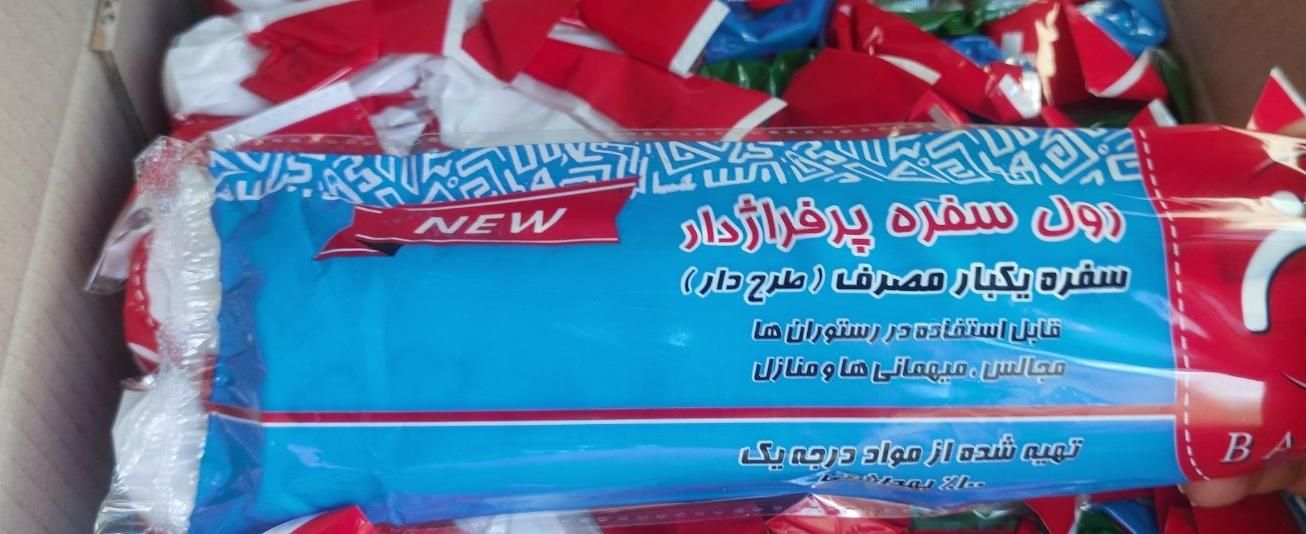 NEW
رول سفره پرفراژدار
سفره یکبار مصرف (طرح دار)
قابل استفاده در رستوران ها
مجالس، میهمانی ها و منازل
تهیه شده از مواد درجه یک
BA